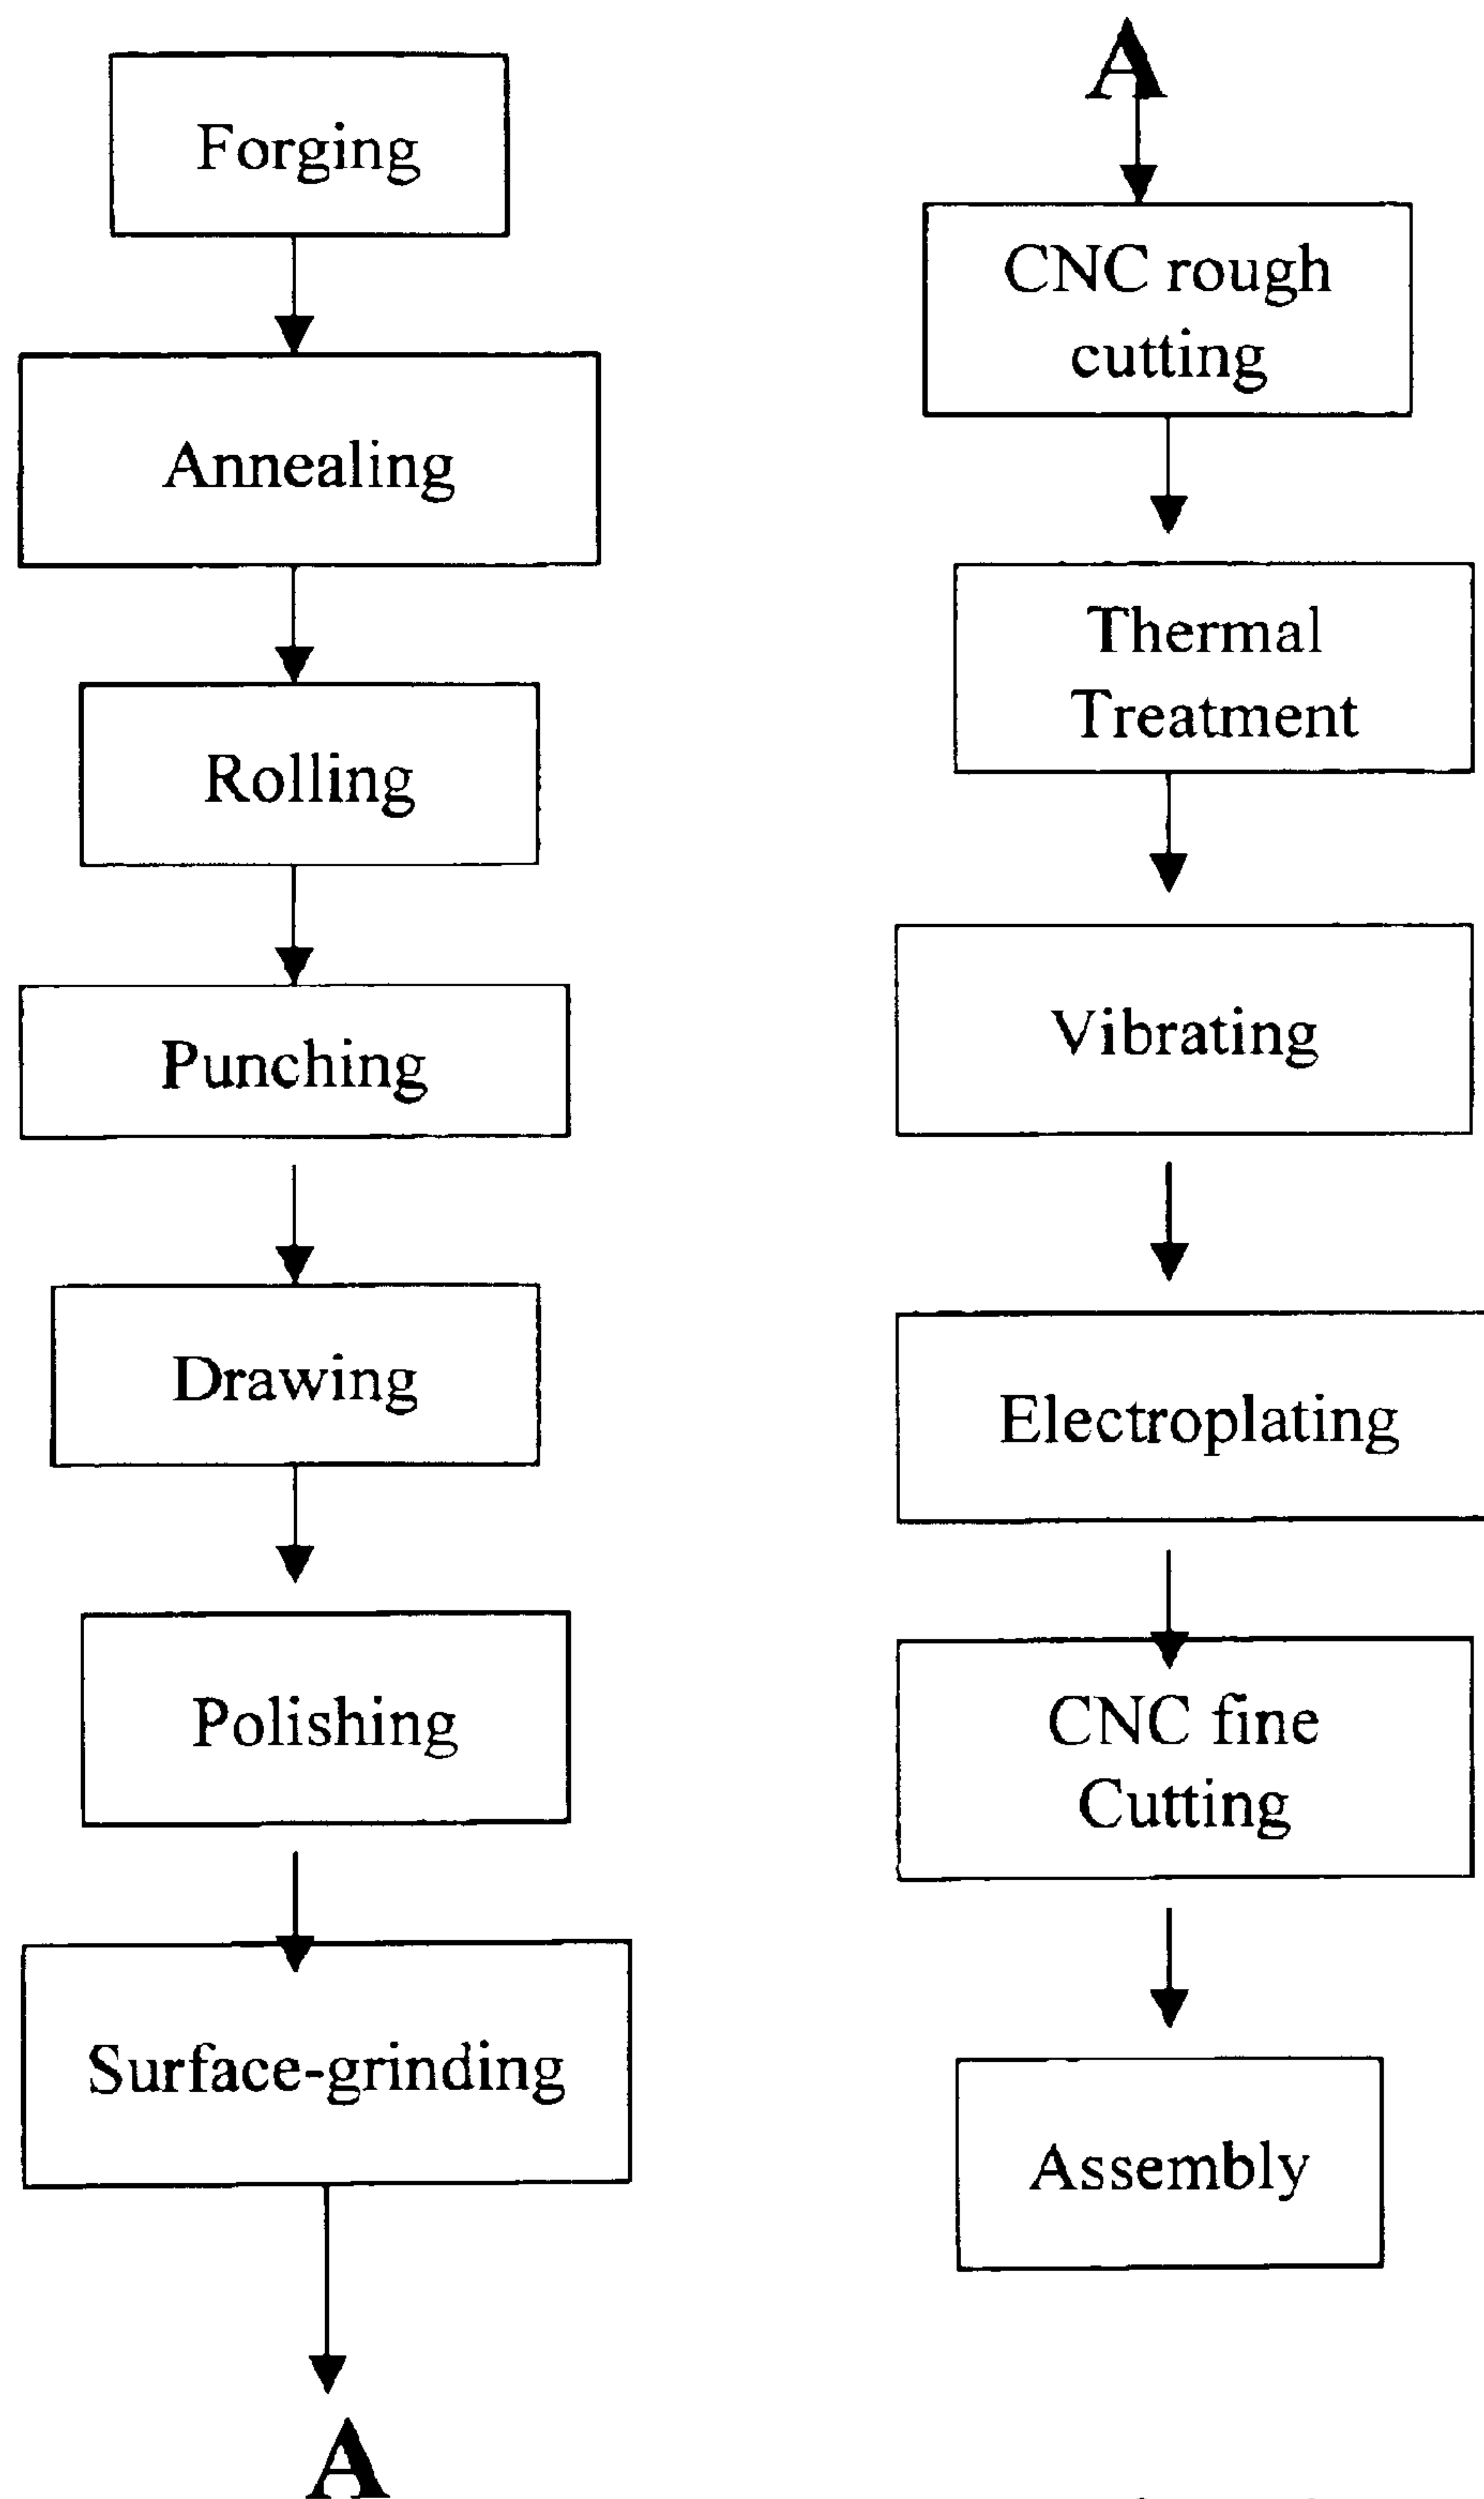 Forging
Annealing
Rolling
Punching
Drawing
Polishing
Surface-grinding
A
A
CNC rough
cutting
Thermal
Treatment
Vibrating
Electroplating
CNC fine
Cutting
Assembly